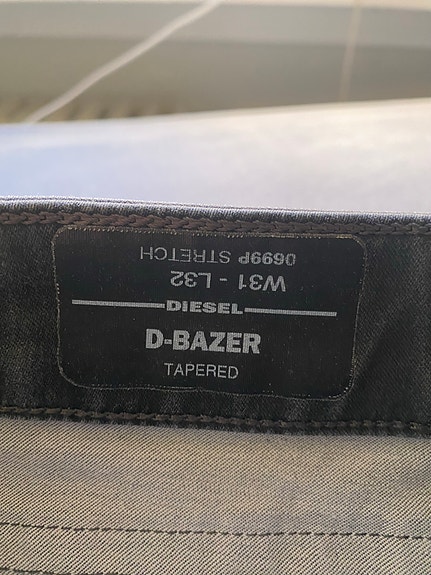 DIESEL
D-BAZER
TAPERED
W31 - L32
0699P STRETCH